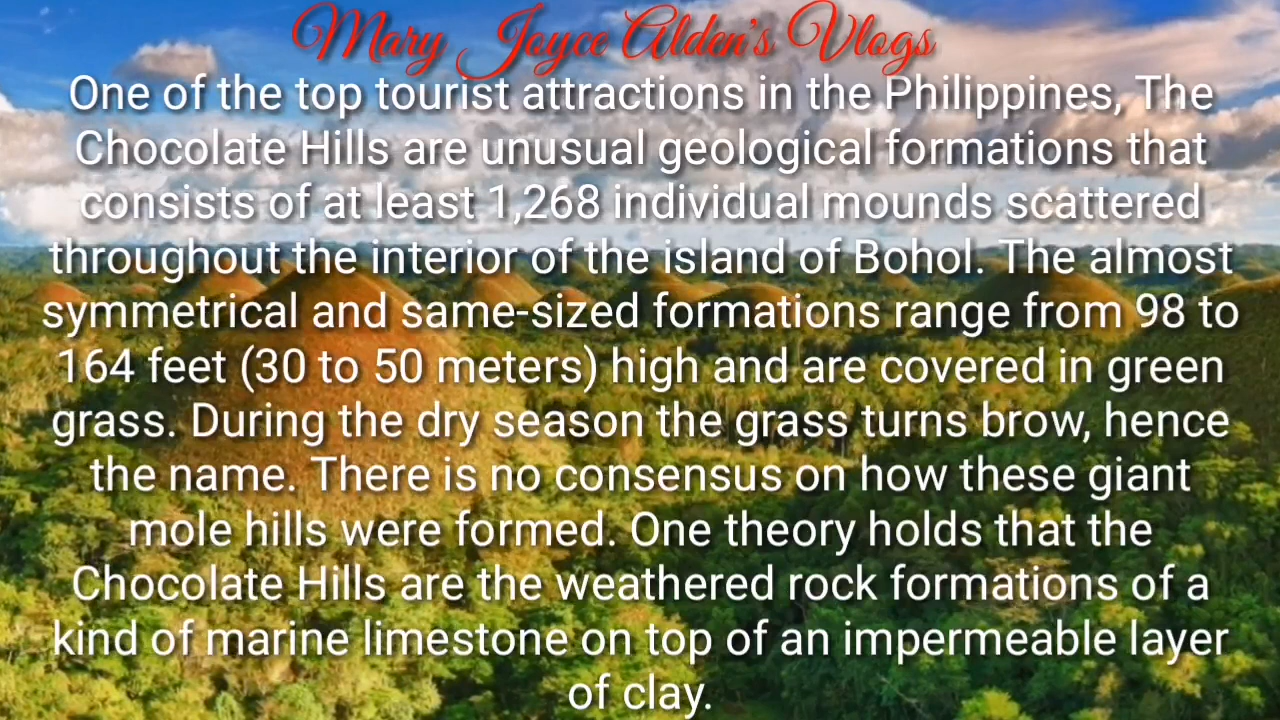 Mary Joyce Alden's Vlogs
One of the top tourist attractions in the Philippines, The
Chocolate Hills are unusual geological formations that
consists of at least 1,268 individual mounds scattered
throughout the interior of the island of Bohol. The almost
symmetrical and same-sized formations range from 98 to
164 feet (30 to 50 meters) high and are covered in green
grass. During the dry season the grass turns brow, hence
the name. There is no consensus on how these giant
mole hills were formed. One theory holds that the
Chocolate Hills are the weathered rock formations of a
kind of marine limestone on top of an impermeable layer
of clay.